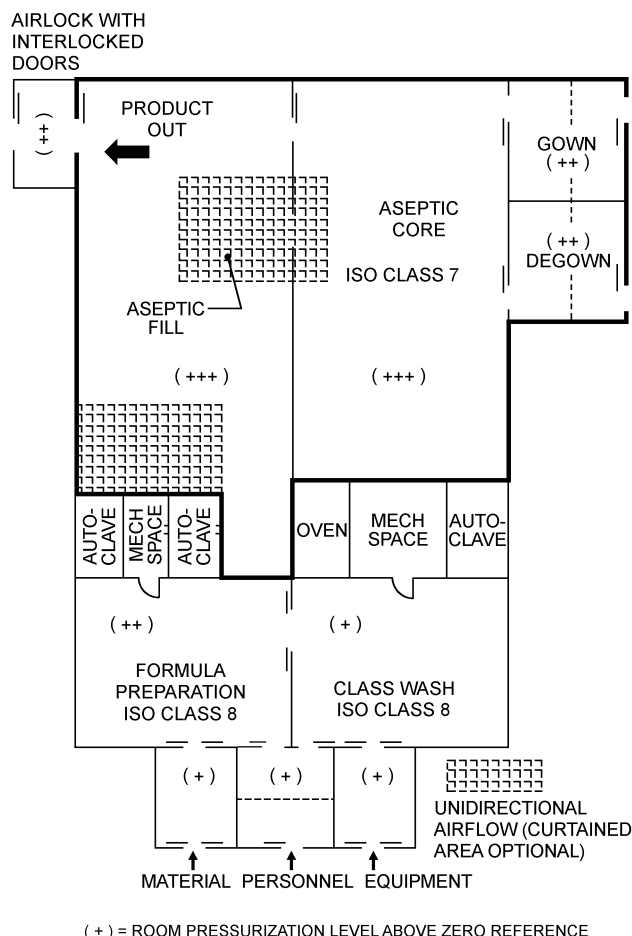 AIRLOCK WITH
INTERLOCKED
DOORS
(++)
PRODUCT
OUT
GOWN
(++)
ASEPTIC
CORE
(++)
DEGOWN
ISO CLASS 7
ASEPTIC
FILL
(+++)
(+++)
AUTO-
CLAVE
MECH
SPACE
AUTO-
CLAVE
OVEN
MECH
SPACE
AUTO-
CLAVE
(++)
(+)
FORMULA
PREPARATION
ISO CLASS 8
CLASS WASH
ISO CLASS 8
(+)
(+)
(+)
UNIDIRECTIONAL
AIRFLOW (CURTAINED
AREA OPTIONAL)
MATERIAL PERSONNEL EQUIPMENT
(+) = ROOM PRESSURIZATION LEVEL ABOVE ZERO REFERENCE